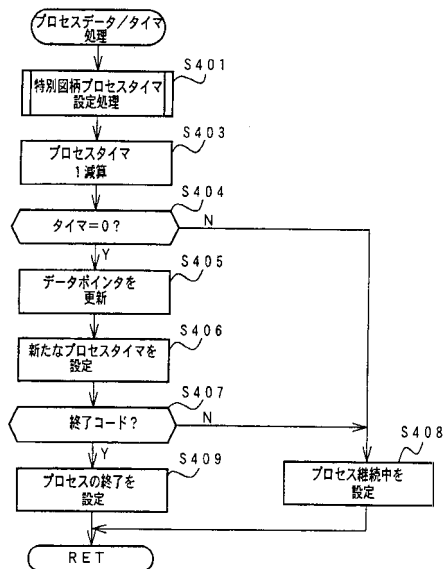 プロセスデータ／タイマ
処理
S401
特別図柄プロセスタイマ
設定処理
S403
プロセスタイマ
1減算
S404
タイマ＝0？
N
Y
S405
データポインタを
更新
S406
新たなプロセスタイマを
設定
S407
終了コード？
N
Y
S408
プロセス継続中を
設定
S409
プロセスの終了を
設定
RET